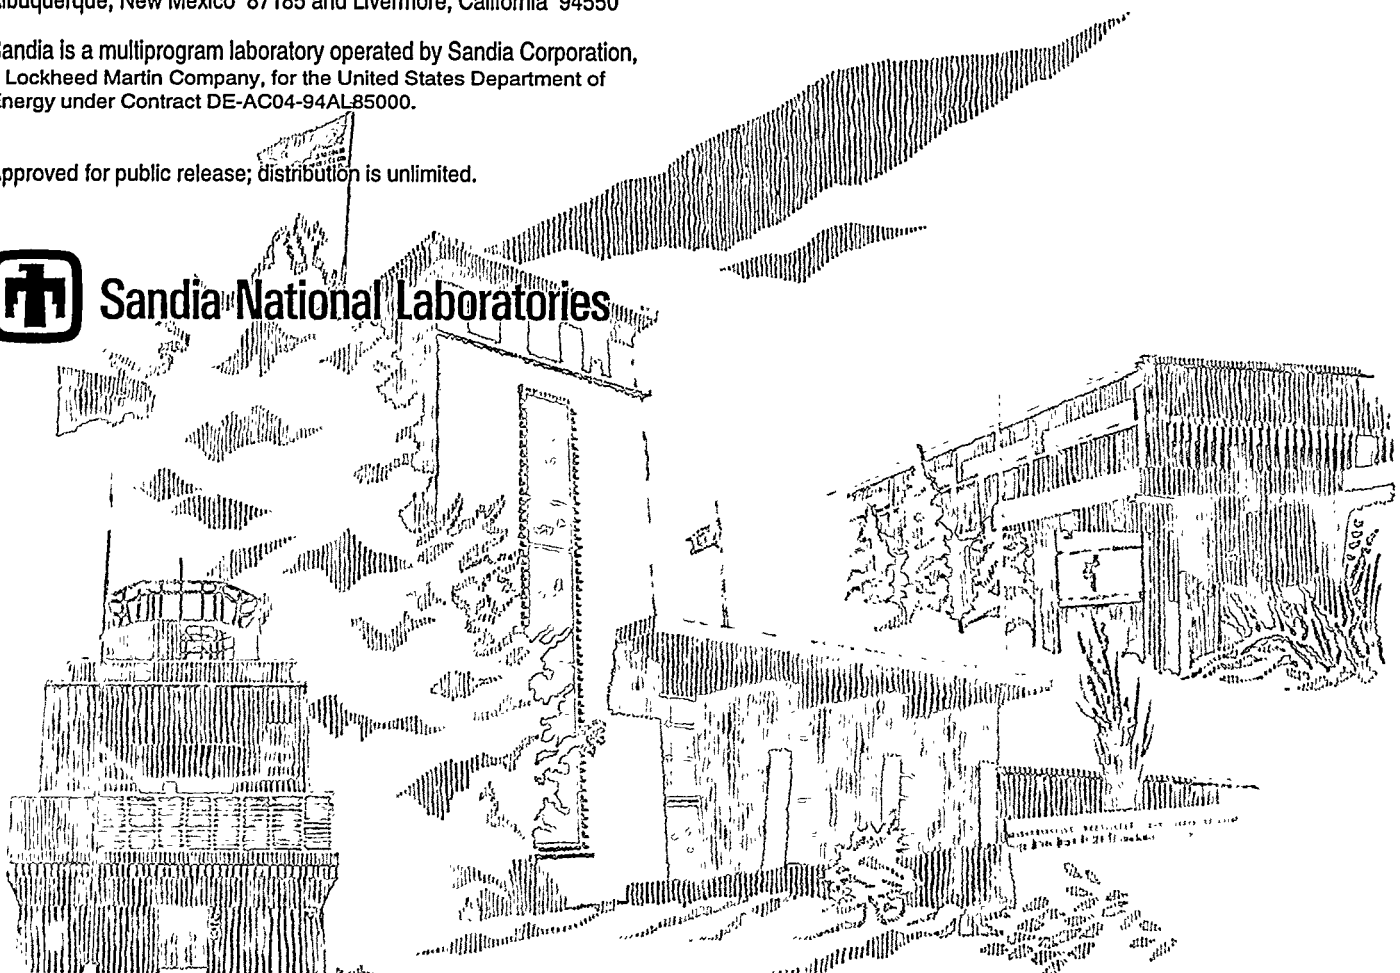 Albuquerque, New Mexico 87185 and Livermore, California 94550
Sandia is a multiprogram laboratory operated by Sandia Corporation,
Lockheed Martin Company, for the United States Department of
Energy under Contract DE-AC04-94AL85000.
Approved for public release; distribution is unlimited.
Sandia National Laboratories